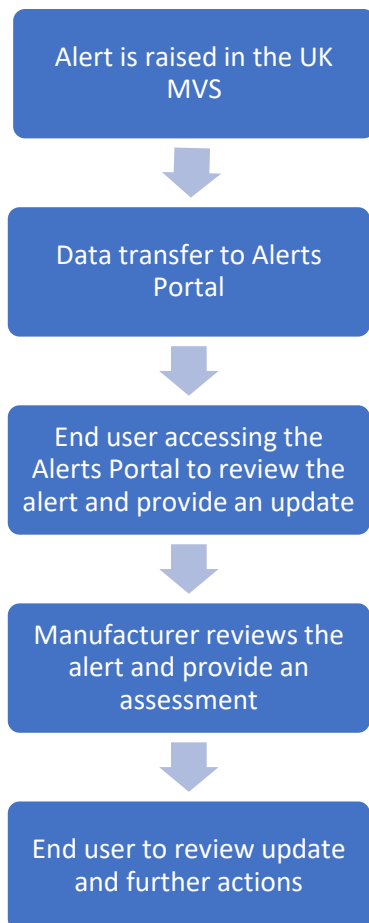 Alert is raised in the UK
MVS
Data transfer to Alerts
Portal
End user accessing the
Alerts Portal to review the
alert and provide an update
Manufacturer reviews the
alert and provide an
assessment
End user to review update
and further actions